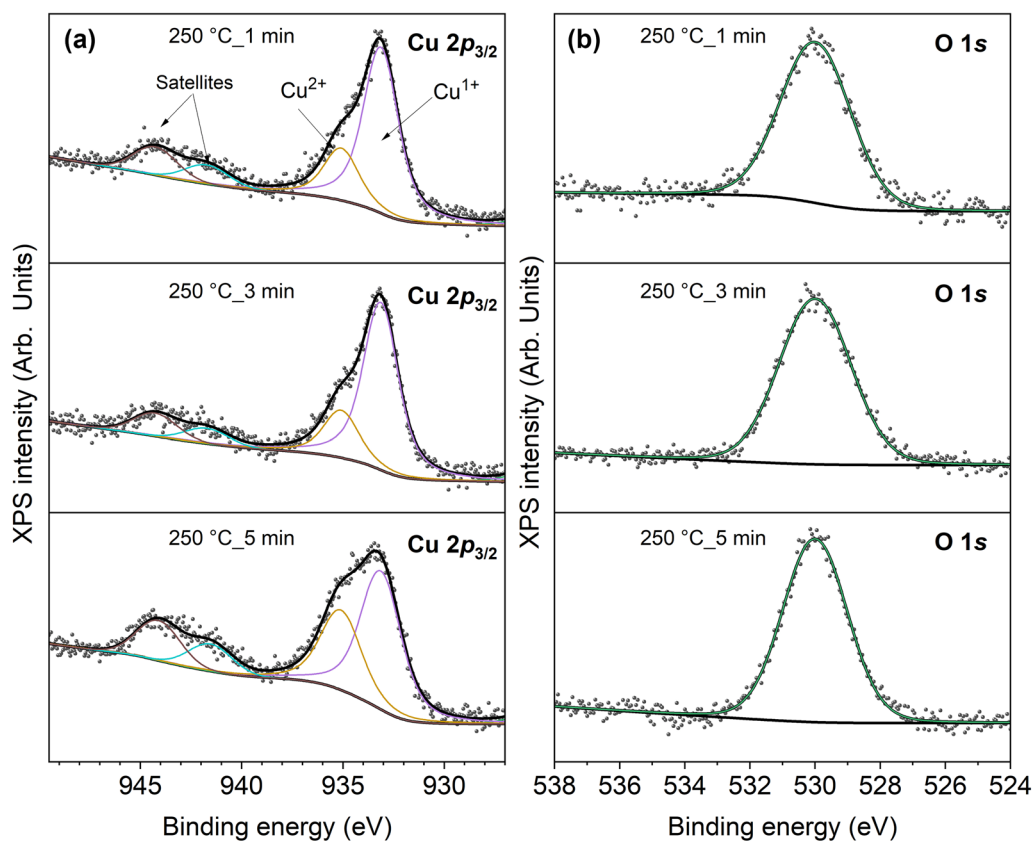 (a)
250 °C_1 min
Cu 2p3/2
Satellites
Cu2+
Cu1+
250 °C_3 min
Cu 2p3/2
250 °C_5 min
Cu 2p3/2
XPS intensity (Arb. Units)
945
940
935
930
Binding energy (eV)
(b)
250 °C_1 min
O 1s
250 °C_3 min
O 1s
250 °C_5 min
O 1s
XPS intensity (Arb. Units)
538
536
534
532
530
528
526
524
Binding energy (eV)